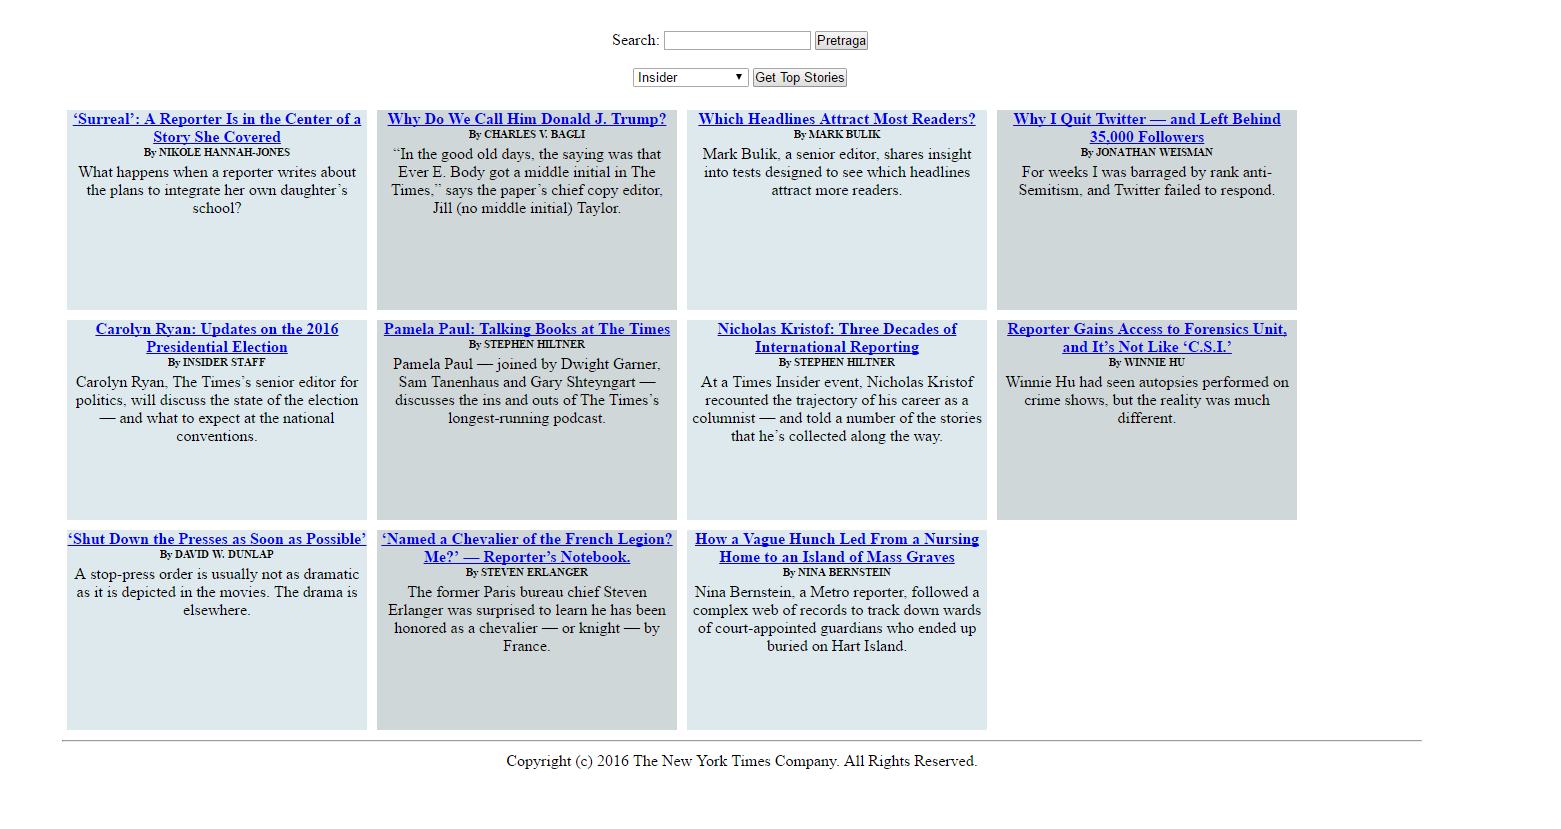 Search: Pretraga
Insider Get Top Stories
‘Surreal’: A Reporter Is in the Center of a
Story She Covered
By NIKOLE HANNAH-JONES
What happens when a reporter writes about
the plans to integrate her own daughter’s
school?
Why Do We Call Him Donald J. Trump?
By CHARLES V. BAGLI
“In the good old days, the saying was that
Ever E. Body got a middle initial in The
Times,” says the paper’s chief copy editor,
Jill (no middle initial) Taylor.
Which Headlines Attract Most Readers?
By MARK BULIK
Mark Bulik, a senior editor, shares insight
into tests designed to see which headlines
attract more readers.
Why I Quit Twitter — and Left Behind
35,000 Followers
By JONATHAN WEISMAN
For weeks I was barraged by rank anti-
Semitism, and Twitter failed to respond.
Carolyn Ryan: Updates on the 2016
Presidential Election
By INSIDER STAFF
Carolyn Ryan, The Times’s senior editor for
politics, will discuss the state of the election
— and what to expect at the national
conventions.
Pamela Paul: Talking Books at The Times
By STEPHEN HILTNER
Pamela Paul — joined by Dwight Garner,
Sam Tanenhaus and Gary Shteyngart —
discusses the ins and outs of The Times’s
longest-running podcast.
Nicholas Kristof: Three Decades of
International Reporting
By STEPHEN HILTNER
At a Times Insider event, Nicholas Kristof
recounted the trajectory of his career as a
columnist — and told a number of the stories
that he’s collected along the way.
Reporter Gains Access to Forensics Unit,
and It’s Not Like ‘C.S.I.’
By WINNIE HU
Winnie Hu had seen autopsies performed on
crime shows, but the reality was much
different.
‘Shut Down the Presses as Soon as Possible’
By DAVID W. DUNLAP
A stop-press order is usually not as dramatic
as it is depicted in the movies. The drama is
elsewhere.
‘Named a Chevalier of the French Legion?
Me?’ — Reporter’s Notebook.
By STEVEN ERLANGER
The former Paris bureau chief Steven
Erlanger was surprised to learn he has been
honored as a chevalier — or knight — by
France.
How a Vague Hunch Led From a Nursing
Home to an Island of Mass Graves
By NINA BERNSTEIN
Nina Bernstein, a Metro reporter, followed a
complex web of records to track down wards
of court-appointed guardians who ended up
buried on Hart Island.
Copyright (c) 2016 The New York Times Company. All Rights Reserved.